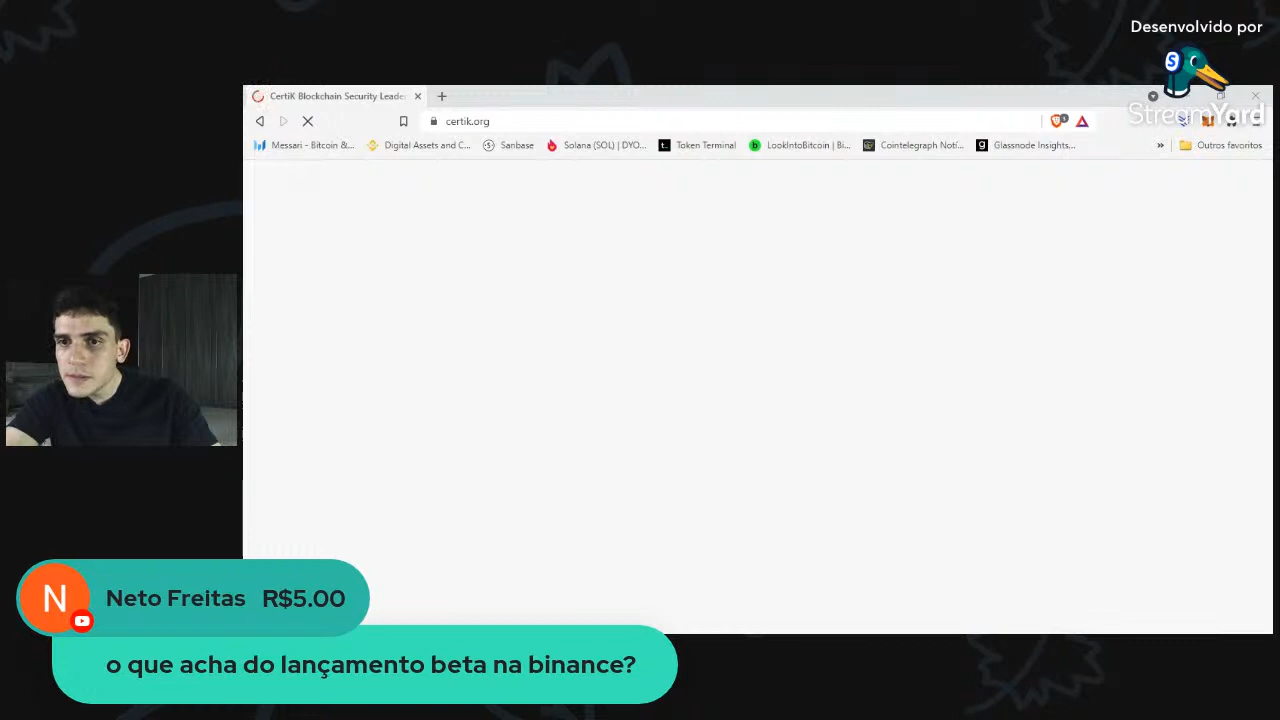 Desenvolvido por
StreamYard
CertiK Blockchain Security Leade
certik.org
Messari - Bitcoin &... Digital Assets and C... Sanbase Solana (SOL) | DYO... Token Terminal LookIntoBitcoin | Bi... Cointelegraph Notí... Glassnode Insights... » Outros favoritos
N Neto Freitas R$5.00
o que acha do lançamento beta na binance?